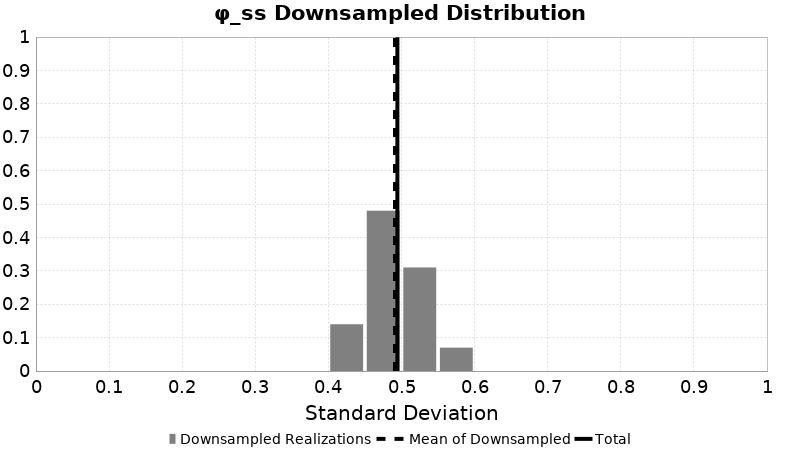 φ_ss Downsampled Distribution
1
0.9
0.8
0.7
0.6
0.5
0.4
0.3
0.2
0.1
0
0 0.1 0.2 0.3 0.4 0.5 0.6 0.7 0.8 0.9 1
Standard Deviation
Downsampled Realizations Mean of Downsampled Total